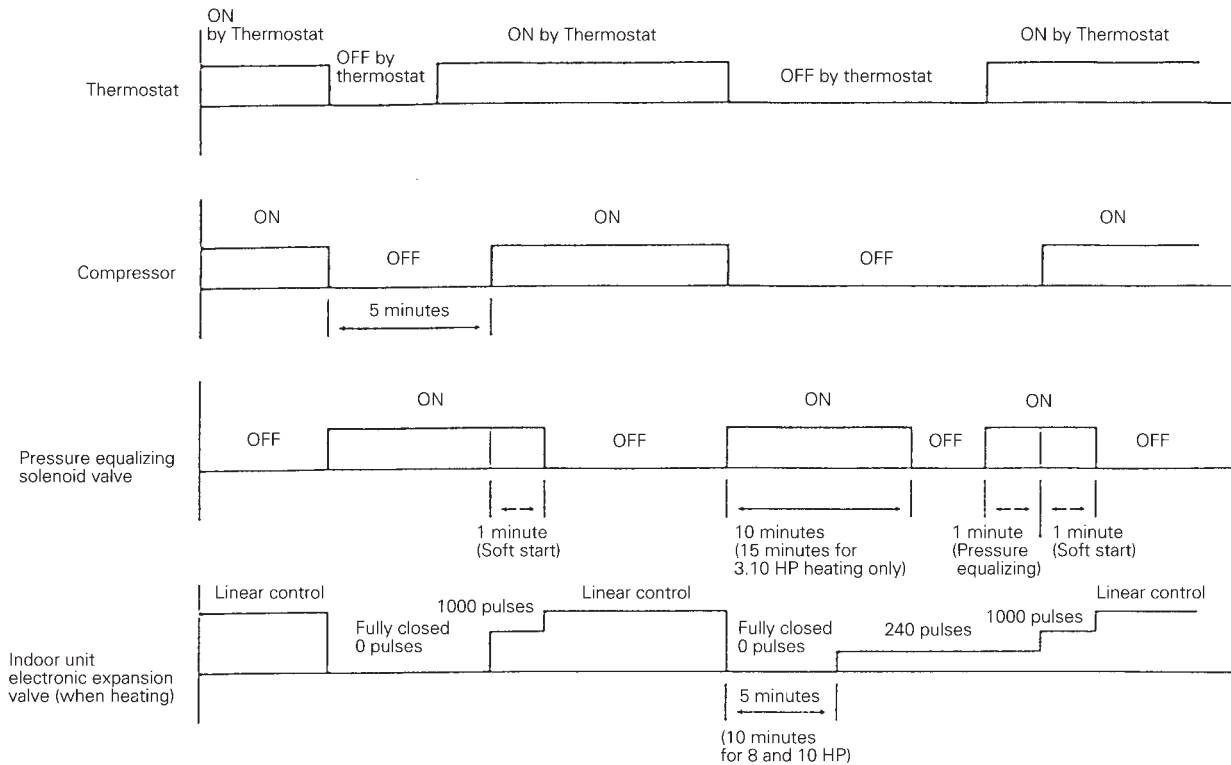 ON
by Thermostat
OFF by
thermostat
ON by Thermostat
OFF by thermostat
ON by Thermostat
Thermostat
ON
OFF
ON
OFF
ON
Compressor
5 minutes
OFF
ON
OFF
ON
OFF
ON
OFF
Pressure equalizing
solenoid valve
1 minute
(Soft start)
10 minutes
(15 minutes for
3.10 HP heating only)
1 minute
(Pressure
equalizing)
1 minute
(Soft start)
Linear control
Fully closed
0 pulses
1000 pulses
Linear control
Fully closed
0 pulses
240 pulses
1000 pulses
Linear control
Indoor unit
electronic expansion
valve (when heating)
5 minutes
(10 minutes
for 8 and 10 HP)